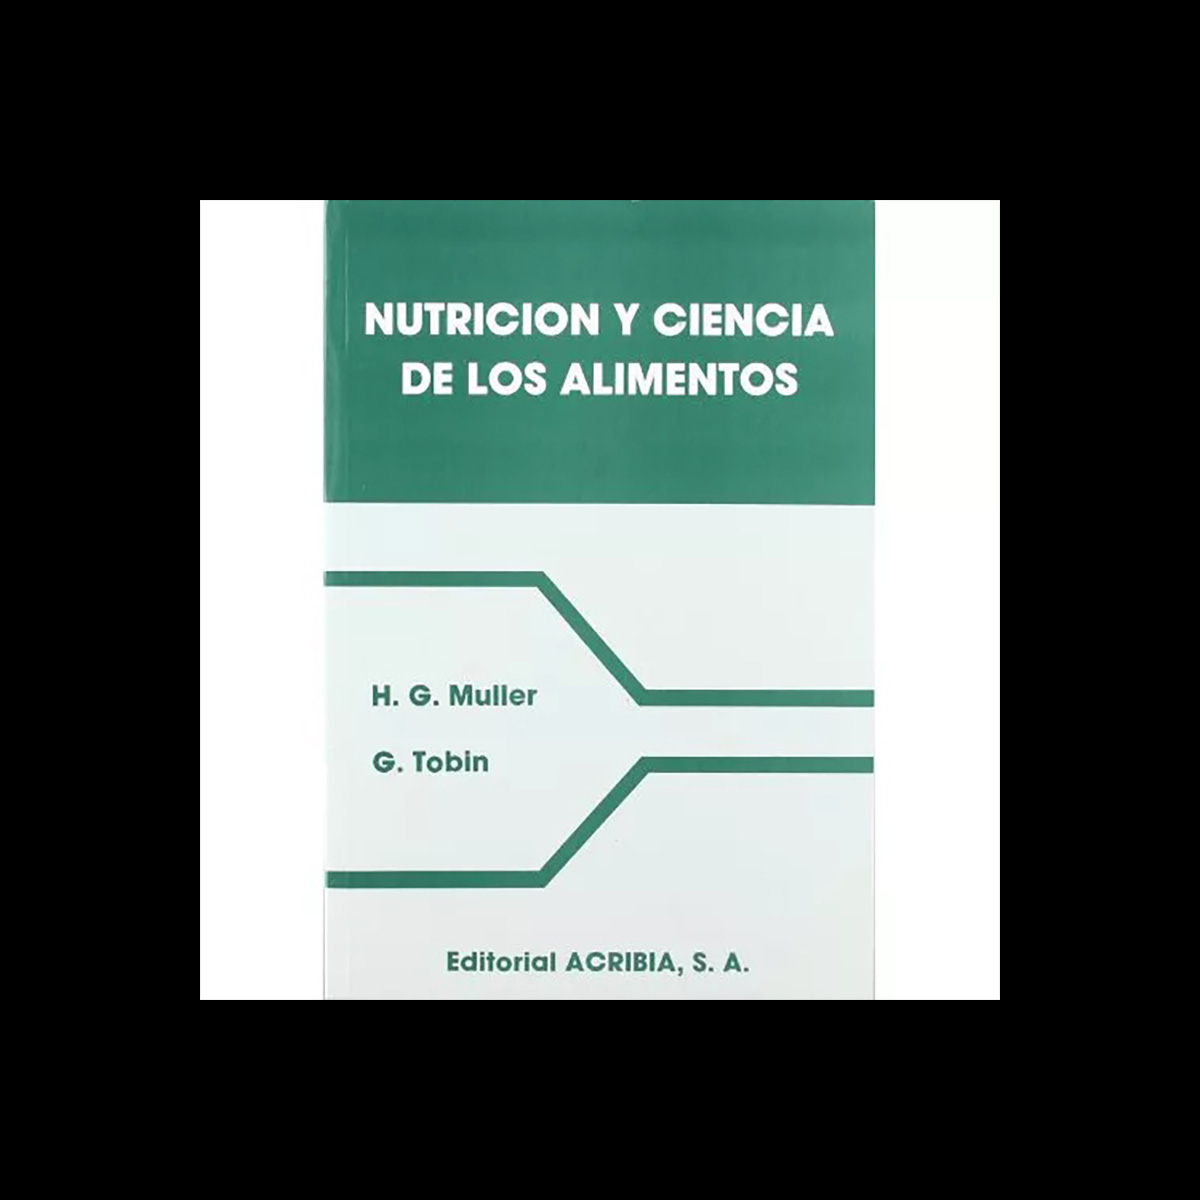 NUTRICION Y CIENCIA
DE LOS ALIMENTOS
H. G. Muller
G. Tobin
Editorial ACRIBIA, S. A.